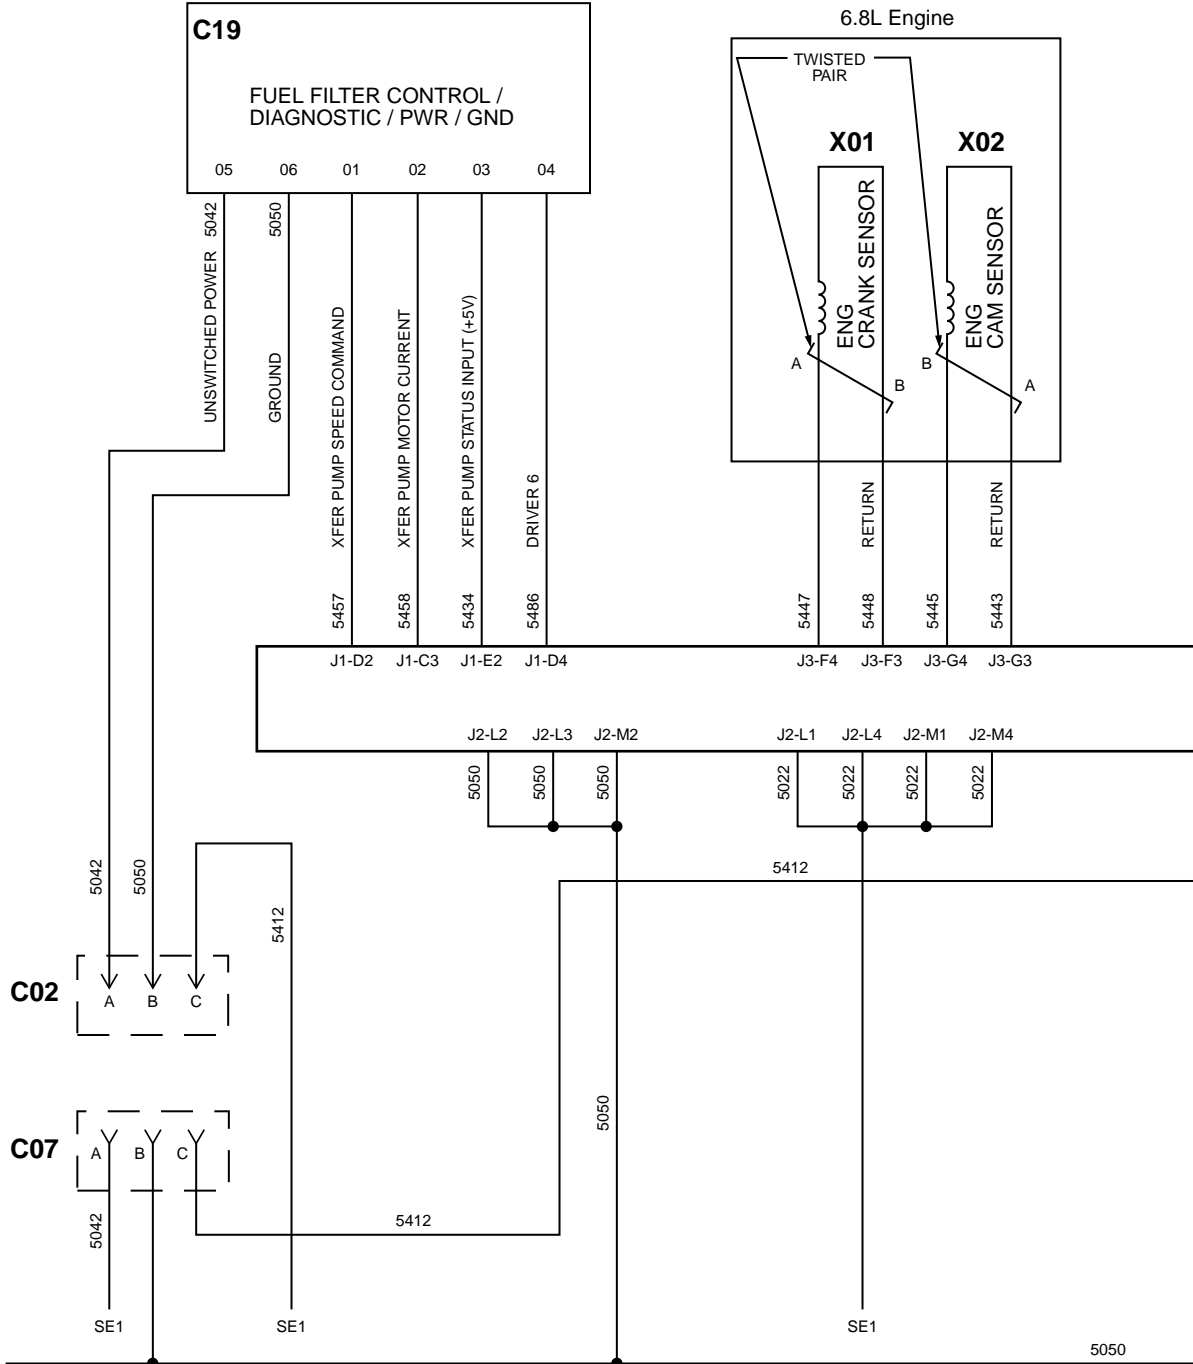 6.8L Engine
C19
FUEL FILTER CONTROL /
DIAGNOSTIC / PWR / GND
05 06 01 02 03 04
TWISTED
PAIR
X01 X02
ENG
CRANK SENSOR
ENG
CAM SENSOR
A B B A
5042
UNSWITCHED POWER
5050
GROUND
XFER PUMP SPEED COMMAND
5457
XFER PUMP MOTOR CURRENT
5458
XFER PUMP STATUS INPUT (+5V)
5434
DRIVER 6
5486
5447
RETURN
5448
5445
RETURN
5443
J1-D2 J1-C3 J1-E2 J1-D4 J3-F4 J3-F3 J3-G4 J3-G3
J2-L2 J2-L3 J2-M2 J2-L1 J2-L4 J2-M1 J2-M4
5050 5050 5050 5022 5022 5022 5022
5412
5042 5050 5412
C02
A B C
5050
C07
A B C
5042
5412
SE1 SE1 SE1
5050